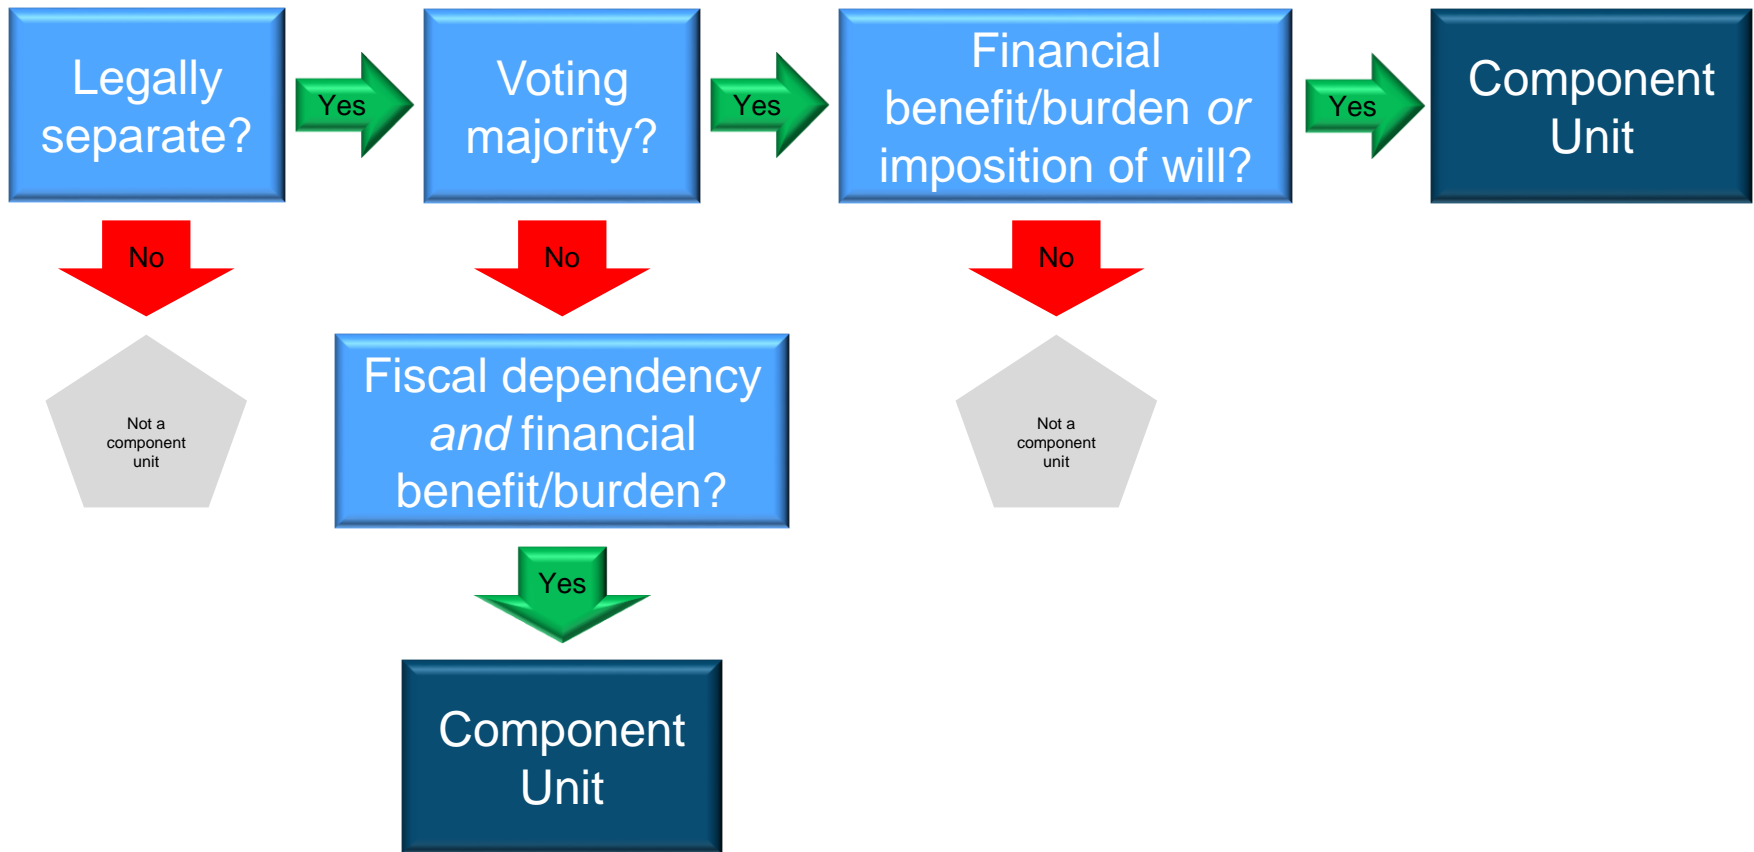 Legally
separate?
Yes
Voting
majority?
Yes
Financial
benefit/burden or
imposition of will?
Yes
Component
Unit
No
No
No
Not a
component
unit
Fiscal dependency
and financial
benefit/burden?
Not a
component
unit
Yes
Component
Unit